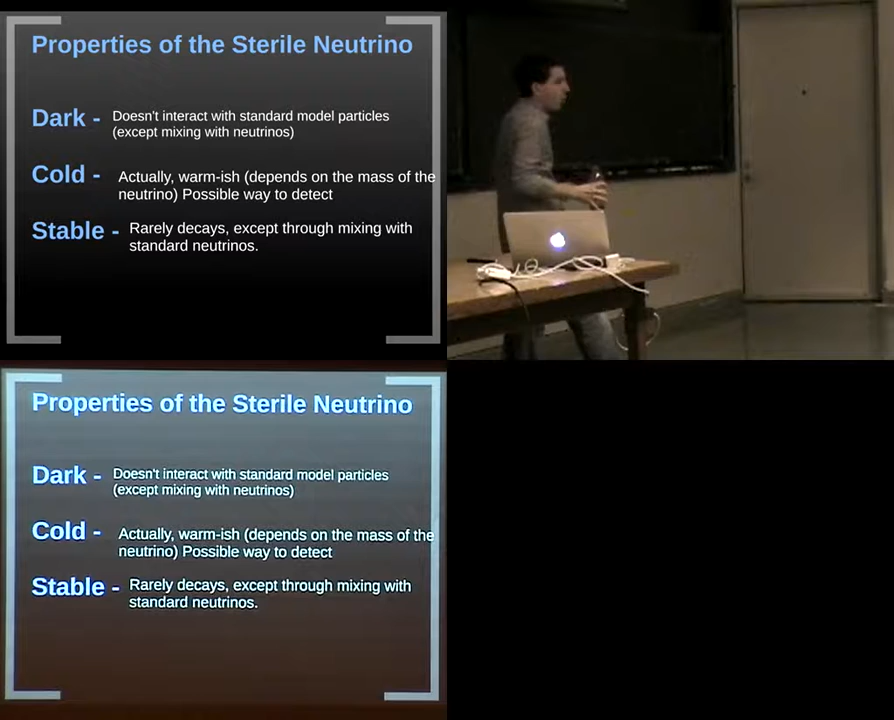 Properties of the Sterile Neutrino
Dark - Doesn't interact with standard model particles
(except mixing with neutrinos)
Cold - Actually, warm-ish (depends on the mass of the
neutrino) Possible way to detect
Stable - Rarely decays, except through mixing with
standard neutrinos.
Properties of the Sterile Neutrino
Dark - Doesn't interact with standard model particles
(except mixing with neutrinos)
Cold - Actually, warm-ish (depends on the mass of the
neutrino) Possible way to detect
Stable - Rarely decays, except through mixing with
standard neutrinos.